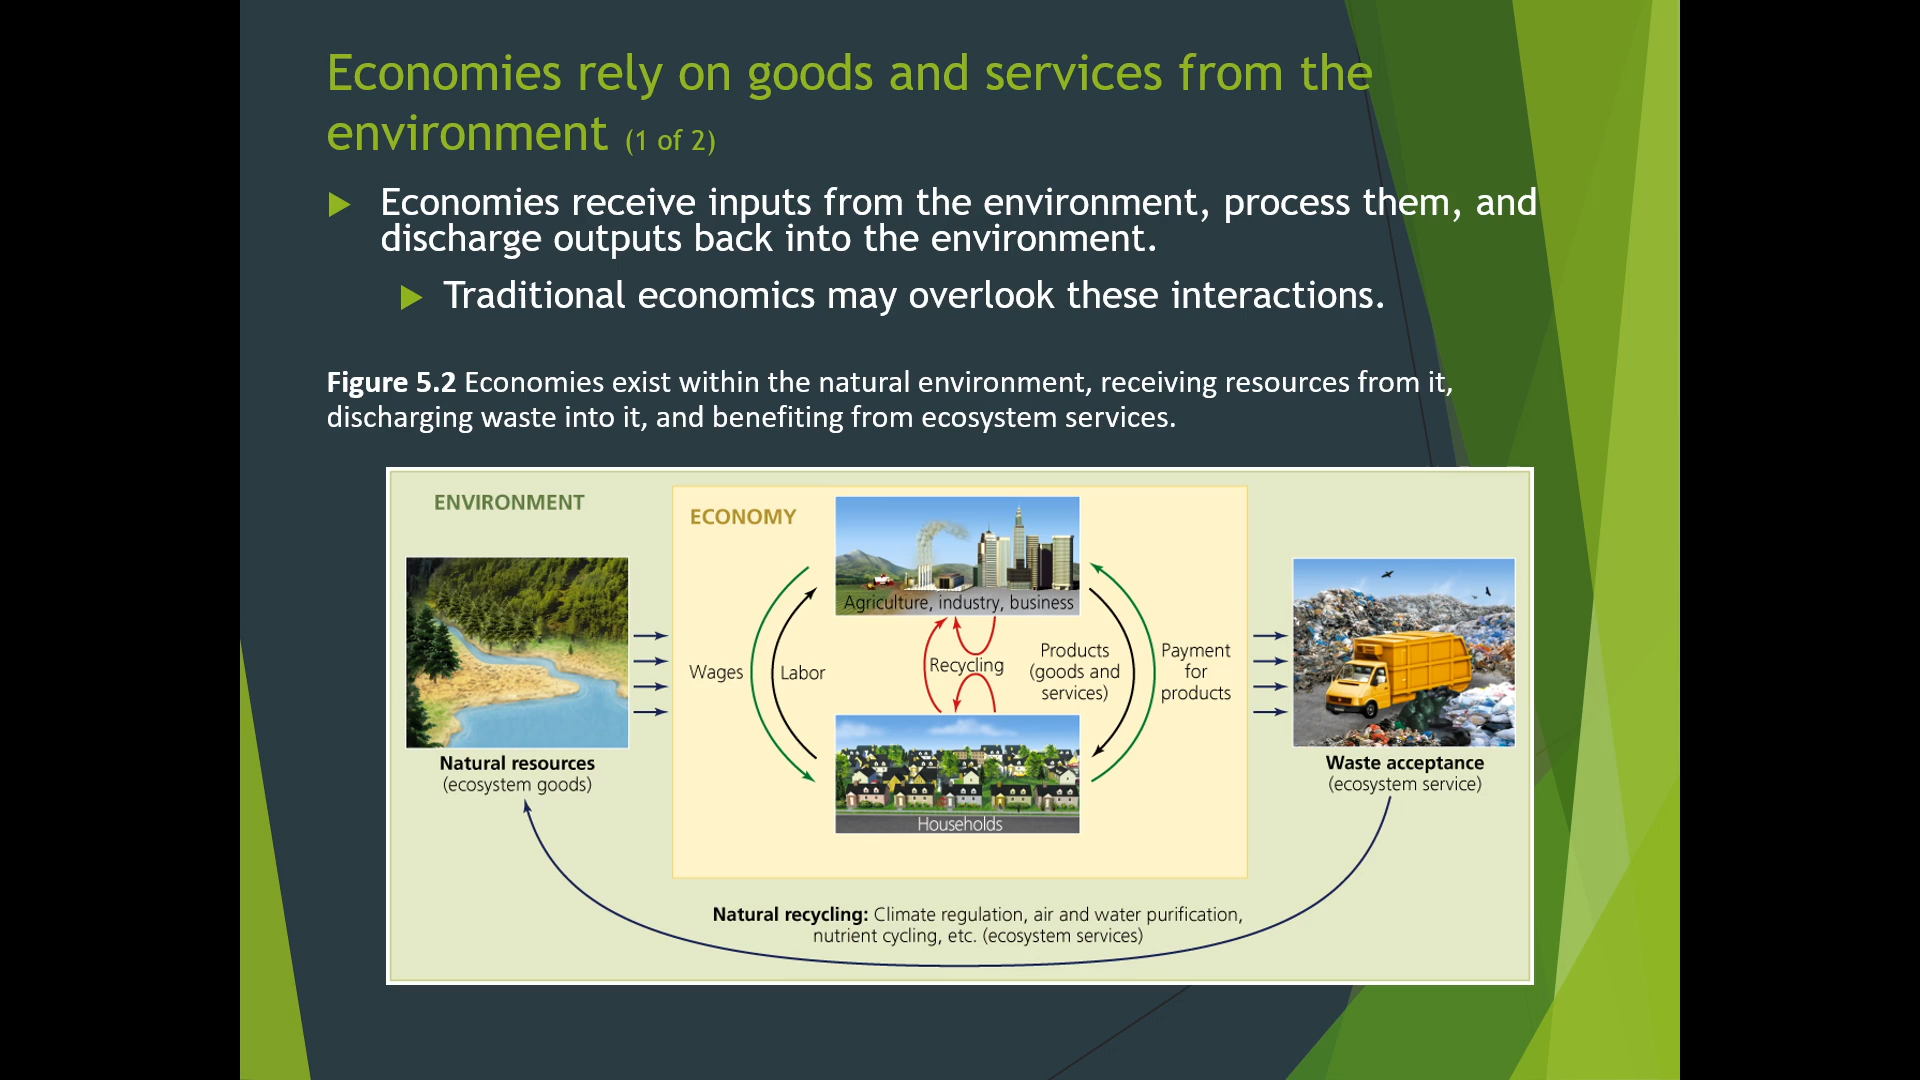 Economies rely on goods and services from the
environment (1 of 2)
Economies receive inputs from the environment, process them, and
discharge outputs back into the environment.
Traditional economics may overlook these interactions.
Figure 5.2 Economies exist within the natural environment, receiving resources from it,
discharging waste into it, and benefiting from ecosystem services.
ENVIRONMENT
ECONOMY
Agriculture, industry, business
Wages
Labor
Recycling
Products
(goods and
services)
Payment
for
products
Households
Natural resources
(ecosystem goods)
Waste acceptance
(ecosystem service)
Natural recycling: Climate regulation, air and water purification,
nutrient cycling, etc. (ecosystem services)